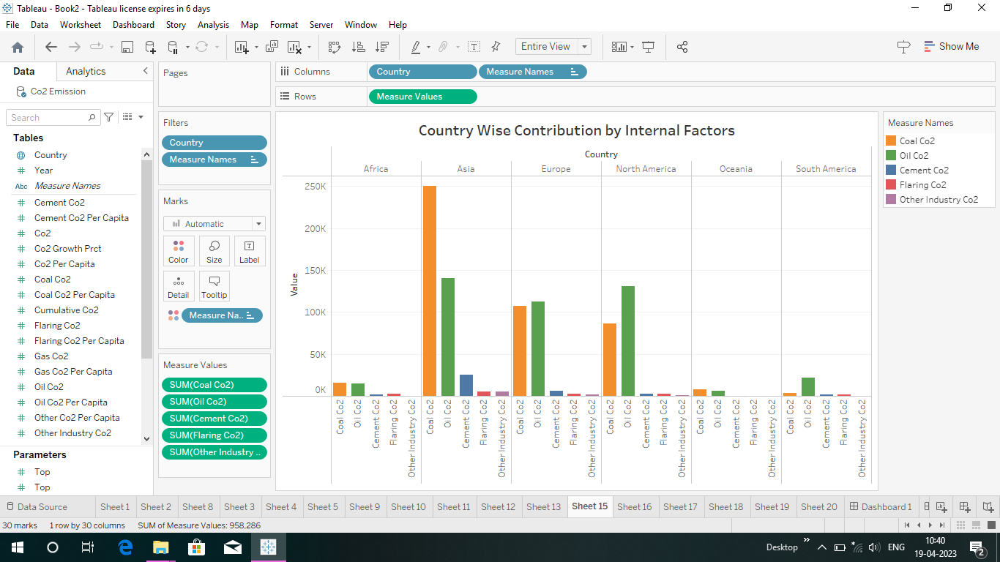 Tableau - Book2 - Tableau license expires in 6 days
File Data Worksheet Dashboard Story Analysis Map Format Server Window Help
Entire View
Show Me
Data Analytics
Co2 Emission
Search
Tables
Country
Year
Abc Measure Names
Cement Co2
Cement Co2 Per Capita
Co2
Co2 Growth Prct
Co2 Per Capita
Coal Co2
Coal Co2 Per Capita
Cumulative Co2
Flaring Co2
Flaring Co2 Per Capita
Gas Co2
Gas Co2 Per Capita
Oil Co2
Oil Co2 Per Capita
Other Co2 Per Capita
Other Industry Co2
Parameters
Top
Top
Pages
Filters
Country
Measure Names
Marks
Automatic
Color Size Label
Detail Tooltip
Measure Na..
Measure Values
SUM(Coal Co2)
SUM(Oil Co2)
SUM(Cement Co2)
SUM(Flaring Co2)
SUM(Other Industry ..
Columns Country Measure Names
Rows Measure Values
Country Wise Contribution by Internal Factors
Country
Africa Asia Europe North America Oceania South America
Value
250K
200K
150K
100K
50K
0K
Coal Co2 Oil Co2 Cement Co2 Flaring Co2 Other Industry Co2 Coal Co2 Oil Co2 Cement Co2 Flaring Co2 Other Industry Co2 Coal Co2 Oil Co2 Cement Co2 Flaring Co2 Other Industry Co2 Coal Co2 Oil Co2 Cement Co2 Flaring Co2 Other Industry Co2 Coal Co2 Oil Co2 Cement Co2 Flaring Co2 Other Industry Co2 Coal Co2 Oil Co2 Cement Co2 Flaring Co2 Other Industry Co2
Measure Names
Coal Co2
Oil Co2
Cement Co2
Flaring Co2
Other Industry Co2
Data Source Sheet 1 Sheet 2 Sheet 8 Sheet 3 Sheet 4 Sheet 5 Sheet 9 Sheet 10 Sheet 11 Sheet 12 Sheet 13 Sheet 15 Sheet 16 Sheet 17 Sheet 18 Sheet 19 Sheet 20 Dashboard 1
30 marks 1 row by 30 columns SUM of Measure Values: 958,286
Desktop ENG 10:40
19-04-2023
2